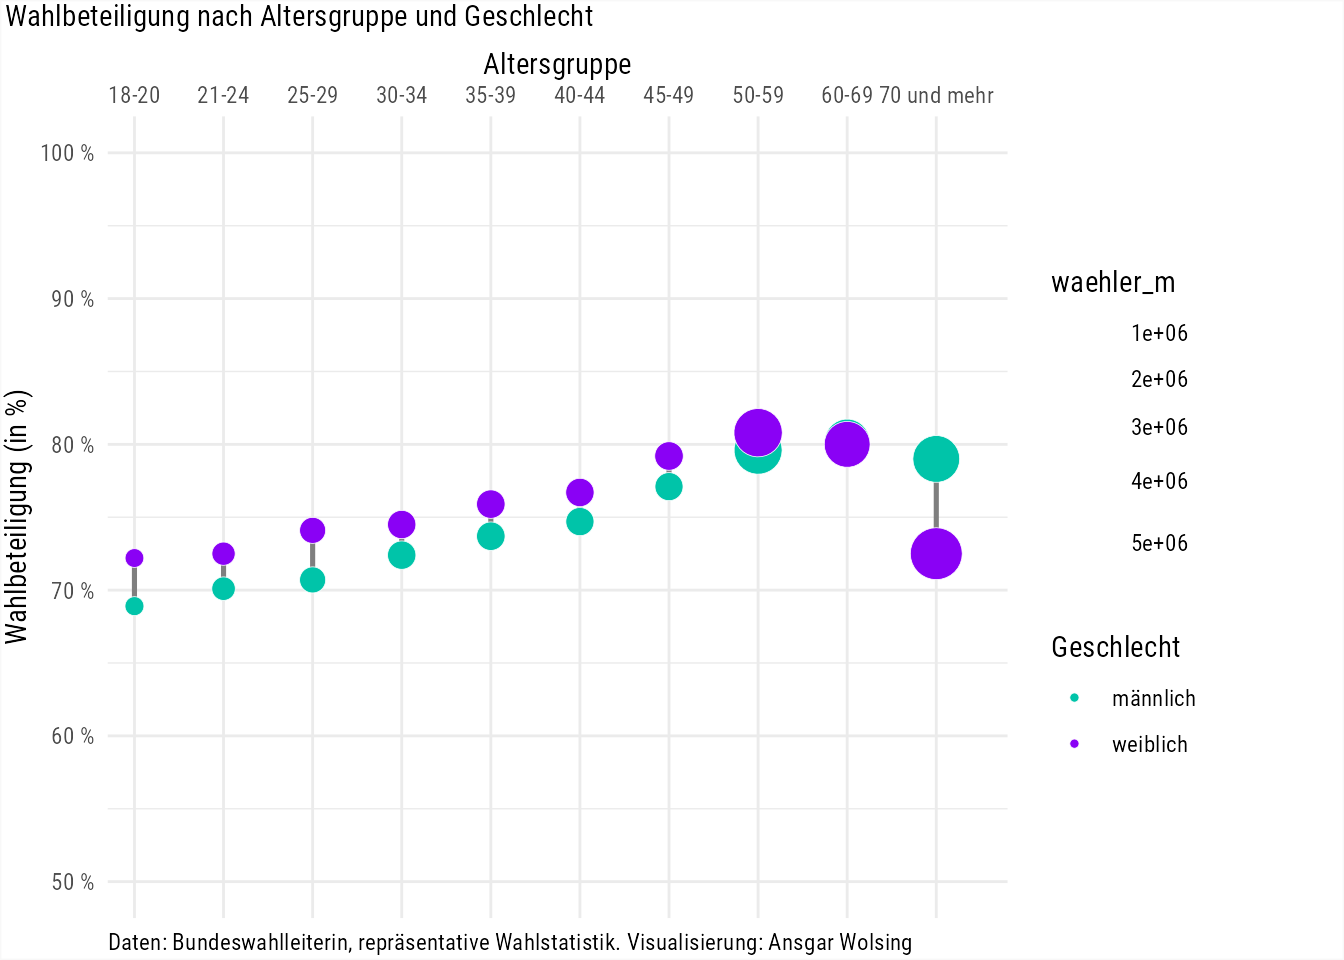 Wahlbeteiligung nach Altersgruppe und Geschlecht
Altersgruppe
18-20 21-24 25-29 30-34 35-39 40-44 45-49 50-59 60-69 70 und mehr
100 %
90 %
80 %
70 %
60 %
50 %
Wahlbeteiligung (in %)
waehler_m
1e+06
2e+06
3e+06
4e+06
5e+06
Geschlecht
männlich
weiblich
Daten: Bundeswahlleiterin, repräsentative Wahlstatistik. Visualisierung: Ansgar Wolsing